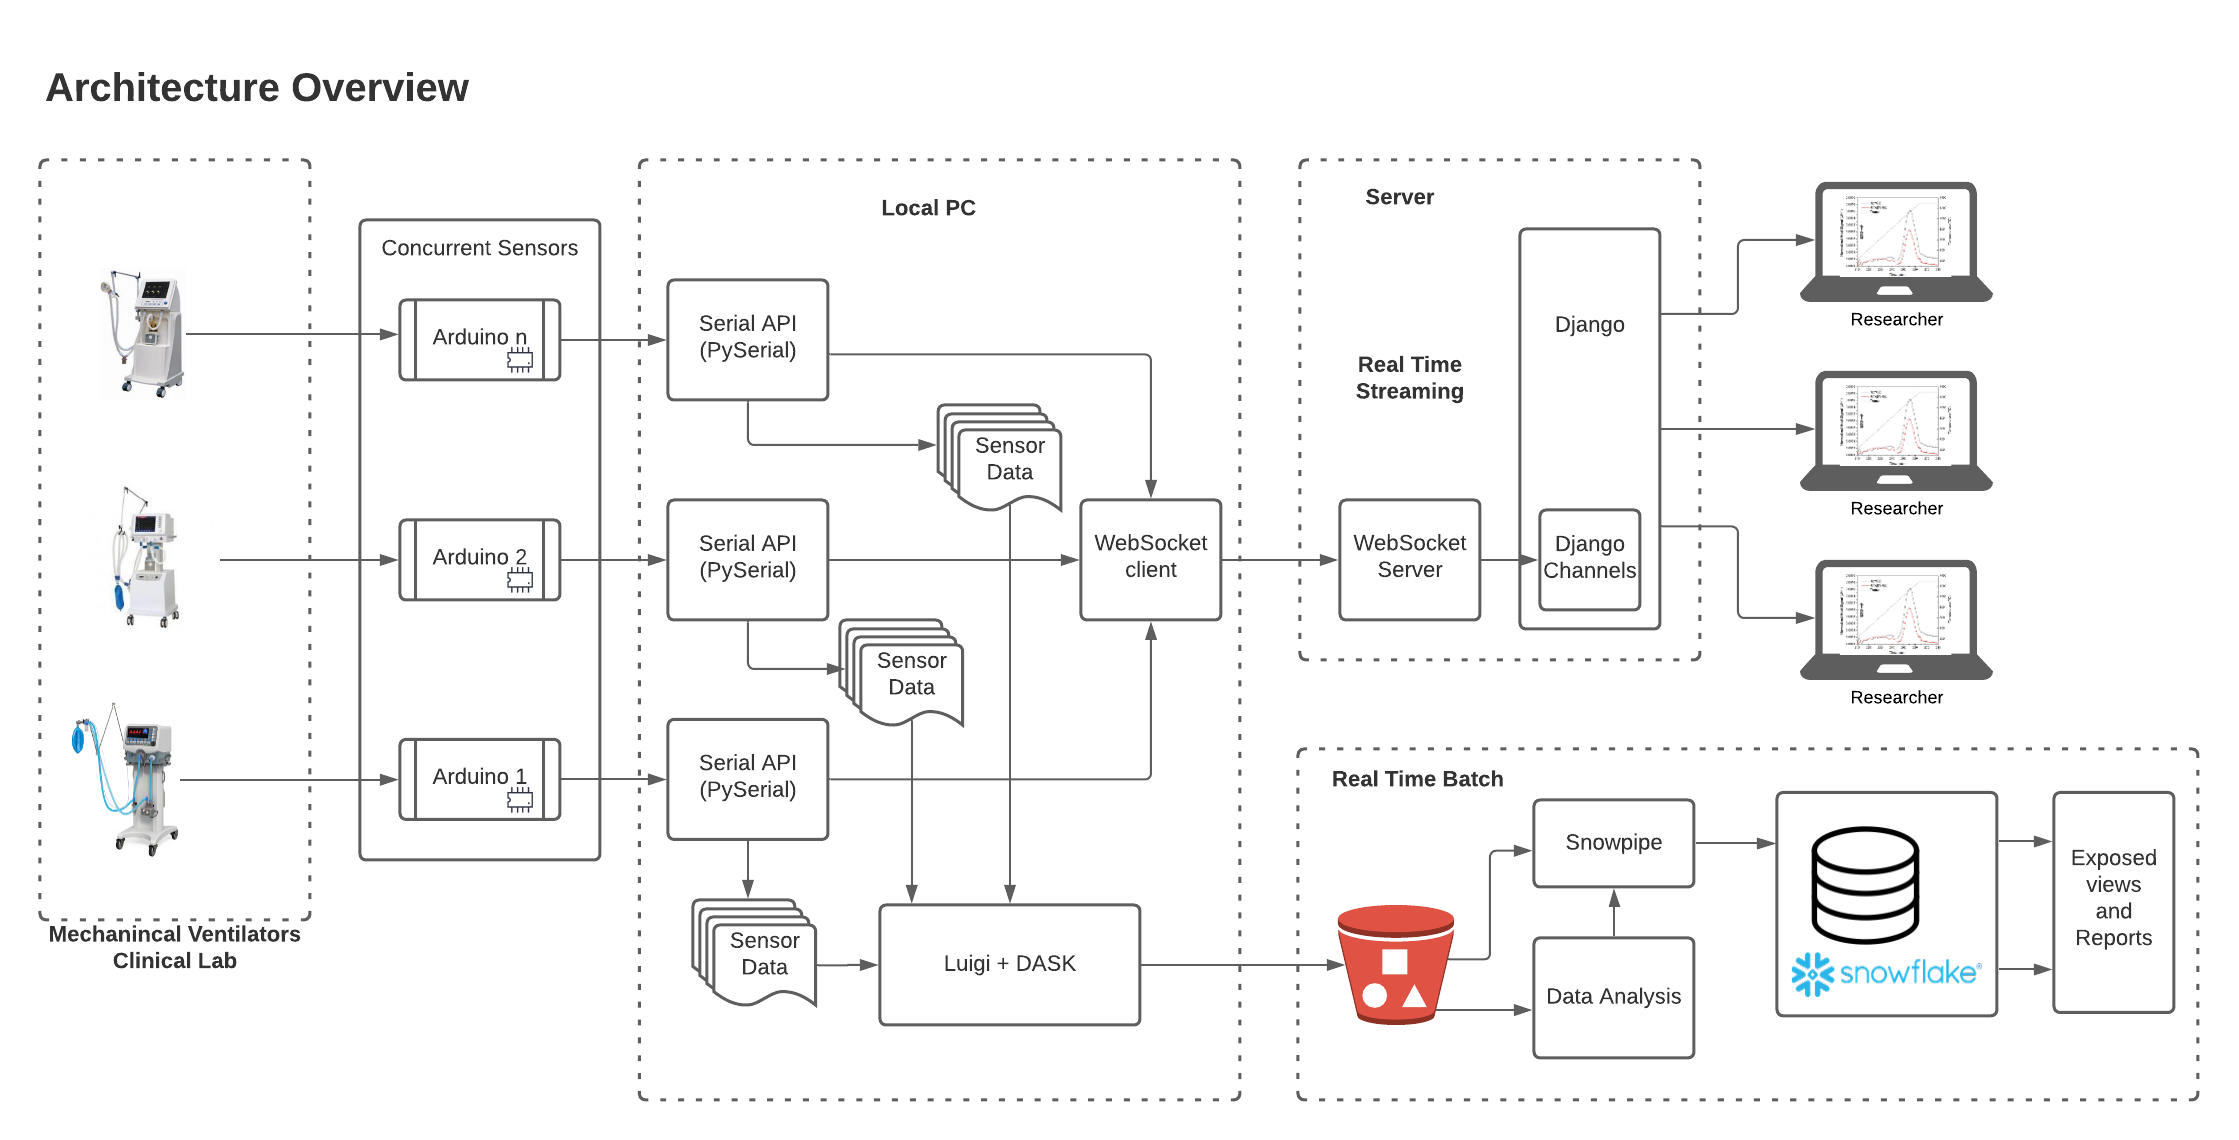 Architecture Overview
Mechanincal Ventilators
Clinical Lab
Concurrent Sensors
Arduino n
Arduino 2
Arduino 1
Local PC
Serial API
(PySerial)
Sensor
Data
Serial API
(PySerial)
Sensor
Data
Serial API
(PySerial)
Sensor
Data
WebSocket
client
Luigi + DASK
Server
Real Time
Streaming
WebSocket
Server
Django
Django
Channels
Researcher
Researcher
Researcher
Real Time Batch
Snowpipe
Data Analysis
snowflake®
Exposed
views
and
Reports